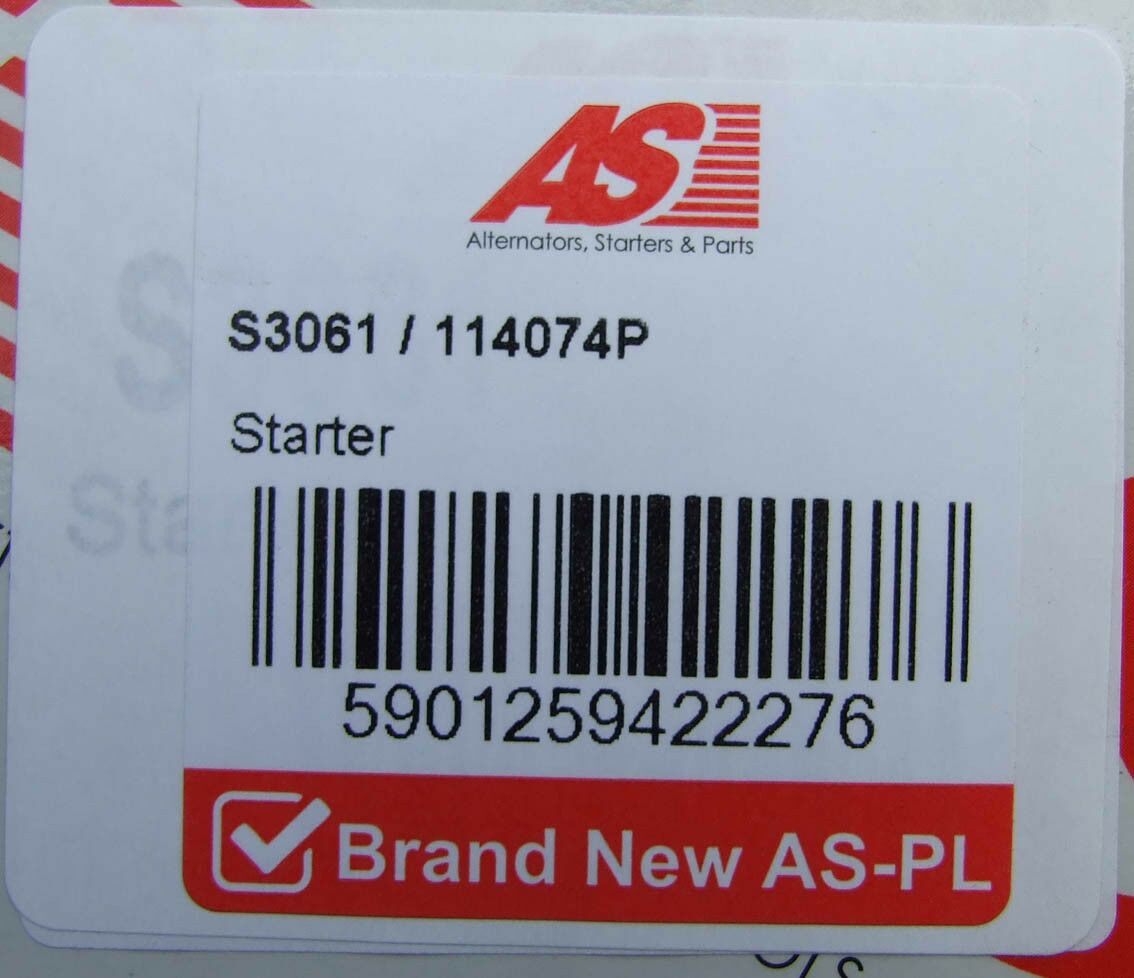 AS
Alternators, Starters & Parts
S3061 / 114074P
Starter
5901259422276
Brand New AS-PL